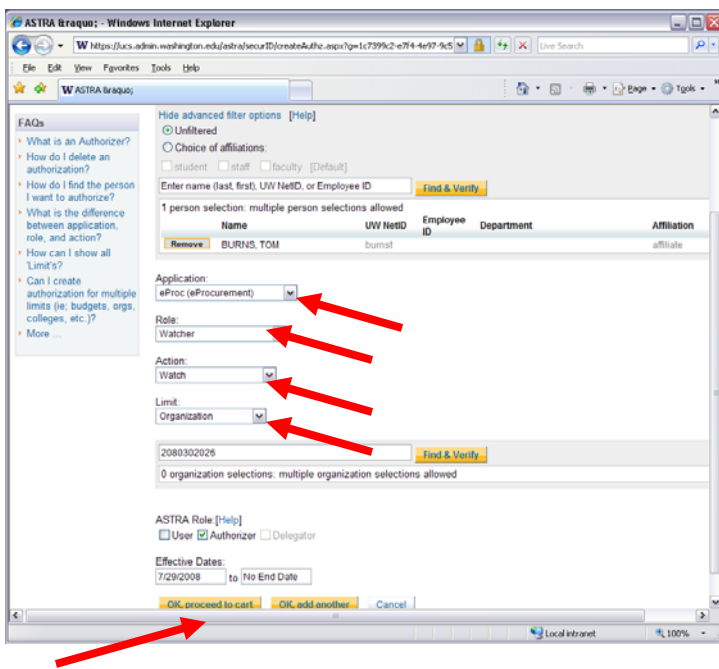 ASTRA &raquo; - Windows Internet Explorer
W https://ucs.admin.washington.edu/astra/securID/createAuthz.aspx?g=1c7399c2-e7f4-4e97-9c5
Live Search
File Edit View Favorites Tools Help
W ASTRA &raquo;
Page Tools
FAQs
What is an Authorizer?
How do I delete an
authorization?
How do I find the person
I want to authorize?
What is the difference
between application,
role, and action?
How can I show all
'Limit's?
Can I create
authorization for multiple
limits (ie; budgets, orgs,
colleges, etc.)?
More ...
Hide advanced filter options [Help]
Unfiltered
Choice of affiliations:
student staff faculty [Default]
Enter name (last, first), UW NetID, or Employee ID Find & Verify
1 person selection: multiple person selections allowed
Name UW NetID Employee ID Department Affiliation
Remove BURNS, TOM burnst affiliate
Application:
eProc (eProcurement)
Role:
Watcher
Action:
Watch
Limit:
Organization
2080302026 Find & Verify
0 organization selections: multiple organization selections allowed
ASTRA Role:[Help]
User Authorizer Delegator
Effective Dates:
7/29/2008 to No End Date
OK, proceed to cart OK, add another Cancel
Local intranet 100%